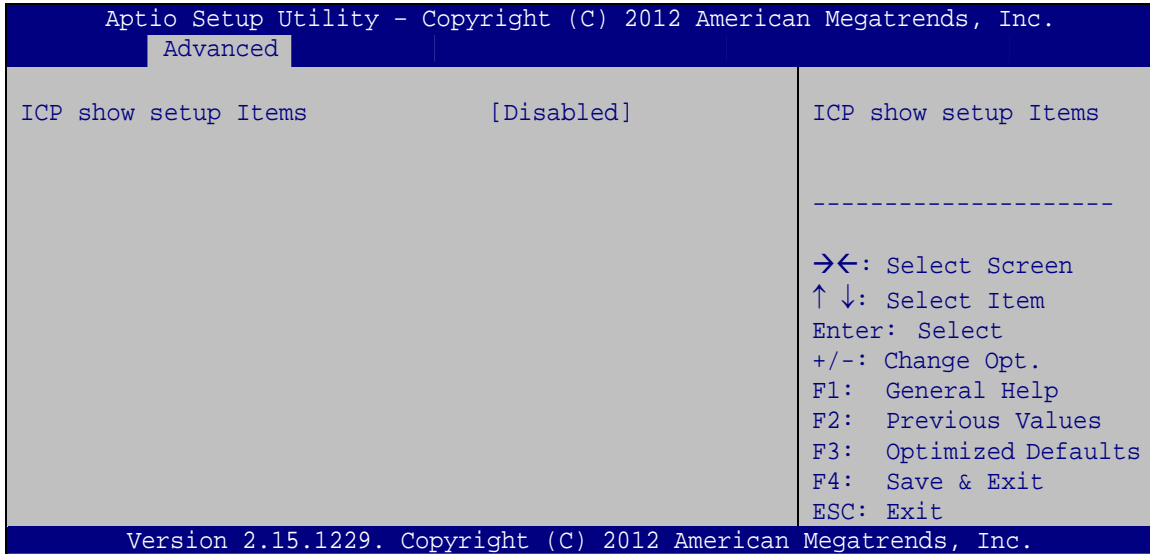 Aptio Setup Utility – Copyright (C) 2012 American Megatrends, Inc.
Advanced
ICP show setup Items [Disabled]
ICP show setup Items
---------------------
→←: Select Screen
↑ ↓: Select Item
Enter: Select
+/-: Change Opt.
F1: General Help
F2: Previous Values
F3: Optimized Defaults
F4: Save & Exit
ESC: Exit
Version 2.15.1229. Copyright (C) 2012 American Megatrends, Inc.